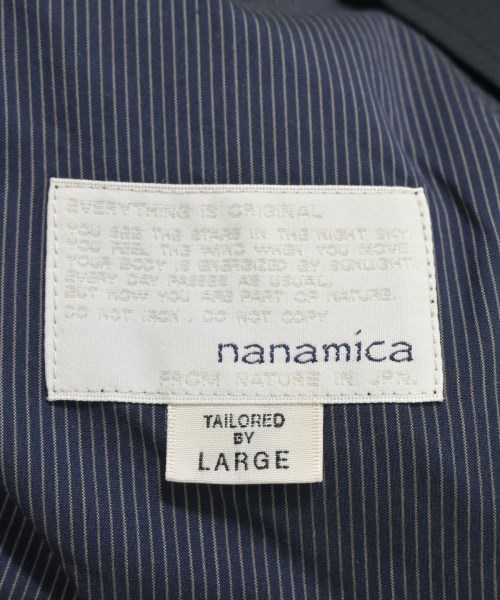 EVERYTHING IS ORIGINAL
YOU SEE THE STARS IN THE NIGHT SKY
YOU FEEL THE WIND WHEN YOU MOVE
YOUR BODY IS ENERGIZED BY SUNLIGHT.
EVERY DAY PASSES AS USUAL.
BUT NOW YOU ARE PART OF NATURE.
DO NOT IRON , DO NOT COPY
nanamica
FROM NATURE IN JPN.
TAILORED
BY
LARGE